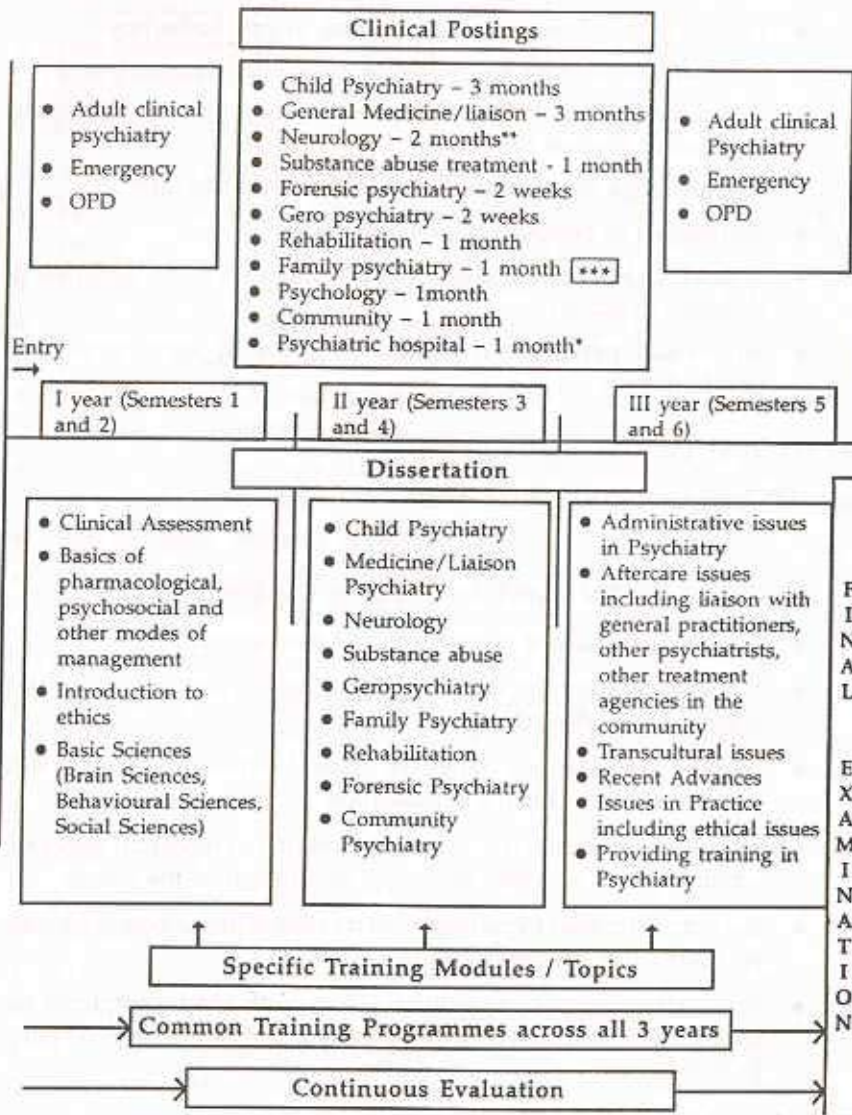 Clinical Postings
• Adult clinical
psychiatry
• Emergency
• OPD
• Child Psychiatry – 3 months
• General Medicine/liaison – 3 months
• Neurology – 2 months**
• Substance abuse treatment - 1 month
• Forensic psychiatry – 2 weeks
• Gero psychiatry – 2 weeks
• Rehabilitation – 1 month
• Family psychiatry – 1 month ***
• Psychology – 1month
• Community – 1 month
• Psychiatric hospital – 1 month*
• Adult clinical
Psychiatry
• Emergency
• OPD
Entry
I year (Semesters 1
and 2)
II year (Semesters 3
and 4)
III year (Semesters 5
and 6)
Dissertation
• Clinical Assessment
• Basics of
pharmacological,
psychosocial and
other modes of
management
• Introduction to
ethics
• Basic Sciences
(Brain Sciences,
Behavioural Sciences,
Social Sciences)
• Child Psychiatry
• Medicine/Liaison
Psychiatry
• Neurology
• Substance abuse
• Geropsychiatry
• Family Psychiatry
• Rehabilitation
• Forensic Psychiatry
• Community
Psychiatry
• Administrative issues
in Psychiatry
• Aftercare issues
including liaison with
general practitioners,
other psychiatrists,
other treatment
agencies in the
community
• Transcultural issues
• Recent Advances
• Issues in Practice
including ethical issues
• Providing training in
Psychiatry
FINAL EXAMINATION
Specific Training Modules / Topics
Common Training Programmes across all 3 years
Continuous Evaluation